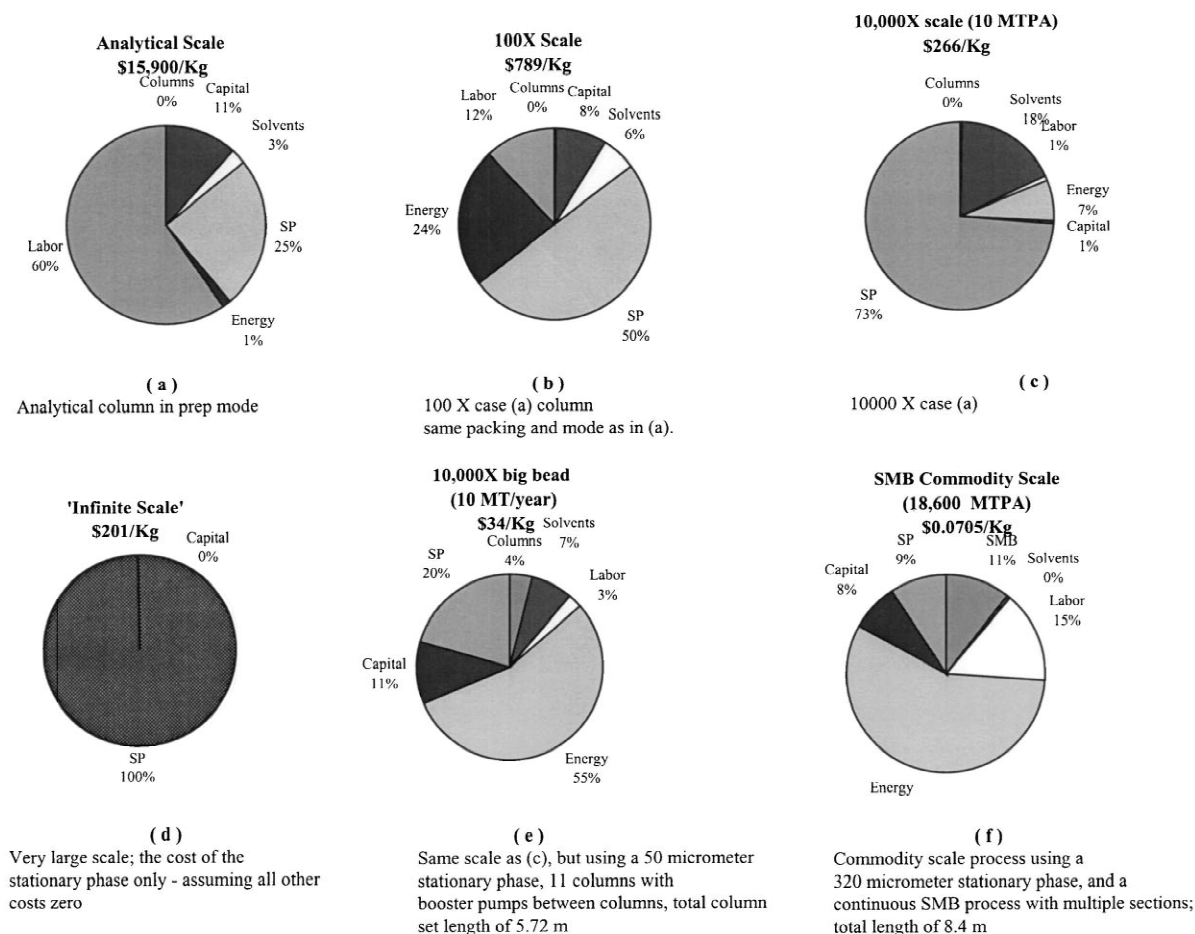 Analytical Scale
$15,900/Kg
Columns
0%
Capital
11%
Solvents
3%
SP
25%
Energy
1%
Labor
60%
( a )
Analytical column in prep mode
100X Scale
$789/Kg
Columns
0%
Capital
8%
Solvents
6%
SP
50%
Energy
24%
Labor
12%
( b )
100 X case (a) column
same packing and mode as in (a).
10,000X scale (10 MTPA)
$266/Kg
Columns
0%
Solvents
18%
Labor
1%
Energy
7%
Capital
1%
SP
73%
( c )
10000 X case (a)
'Infinite Scale'
$201/Kg
Capital
0%
SP
100%
( d )
Very large scale; the cost of the
stationary phase only - assuming all other
costs zero
10,000X big bead
(10 MT/year)
$34/Kg
Columns
4%
Solvents
7%
Labor
3%
Energy
55%
Capital
11%
SP
20%
( e )
Same scale as (c), but using a 50 micrometer
stationary phase, 11 columns with
booster pumps between columns, total column
set length of 5.72 m
SMB Commodity Scale
(18,600 MTPA)
$0.0705/Kg
SMB
11%
Solvents
0%
Labor
15%
Energy
Capital
8%
SP
9%
( f )
Commodity scale process using a
320 micrometer stationary phase, and a
continuous SMB process with multiple sections;
total length of 8.4 m